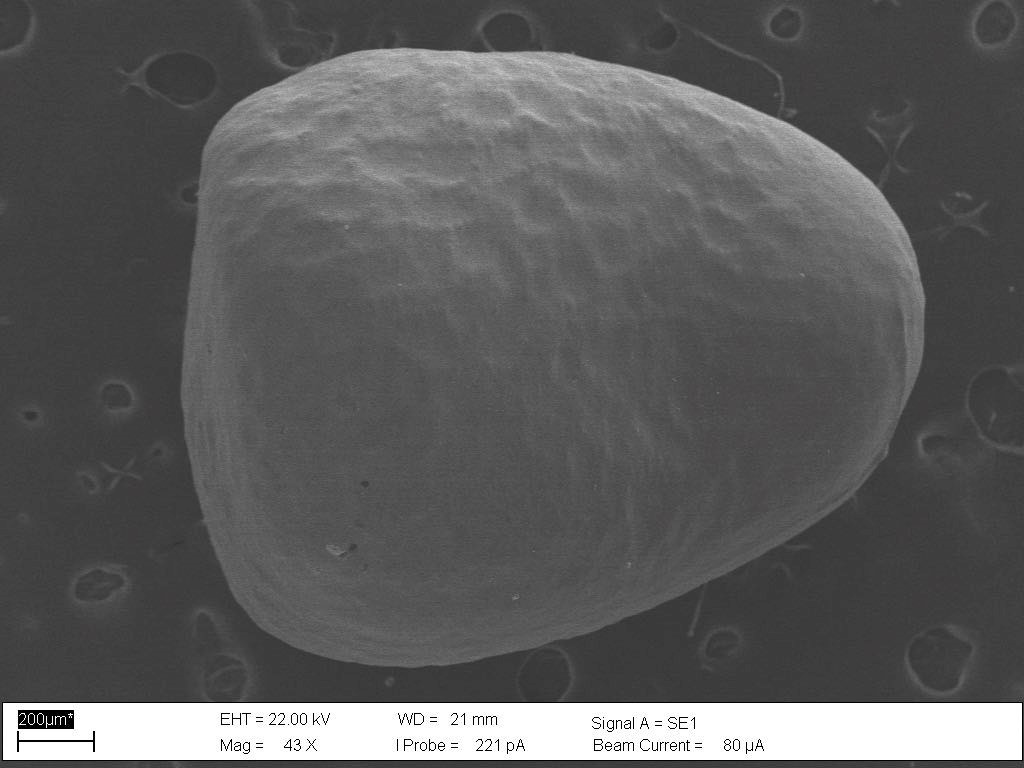 200µm*
EHT = 22.00 kV WD = 21 mm Signal A = SE1
Mag = 43 X I Probe = 221 pA Beam Current = 80 µA